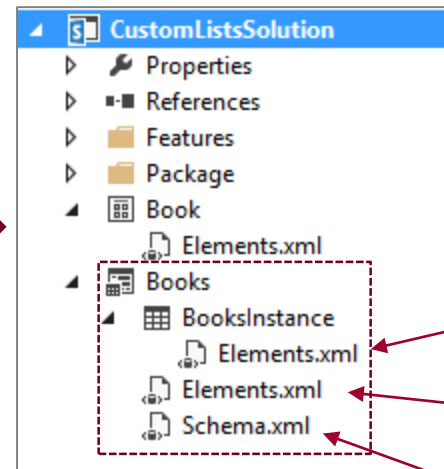 CustomListsSolution
Properties
References
Features
Package
Book
Elements.xml
Books
BooksInstance
Elements.xml
Elements.xml
Schema.xml